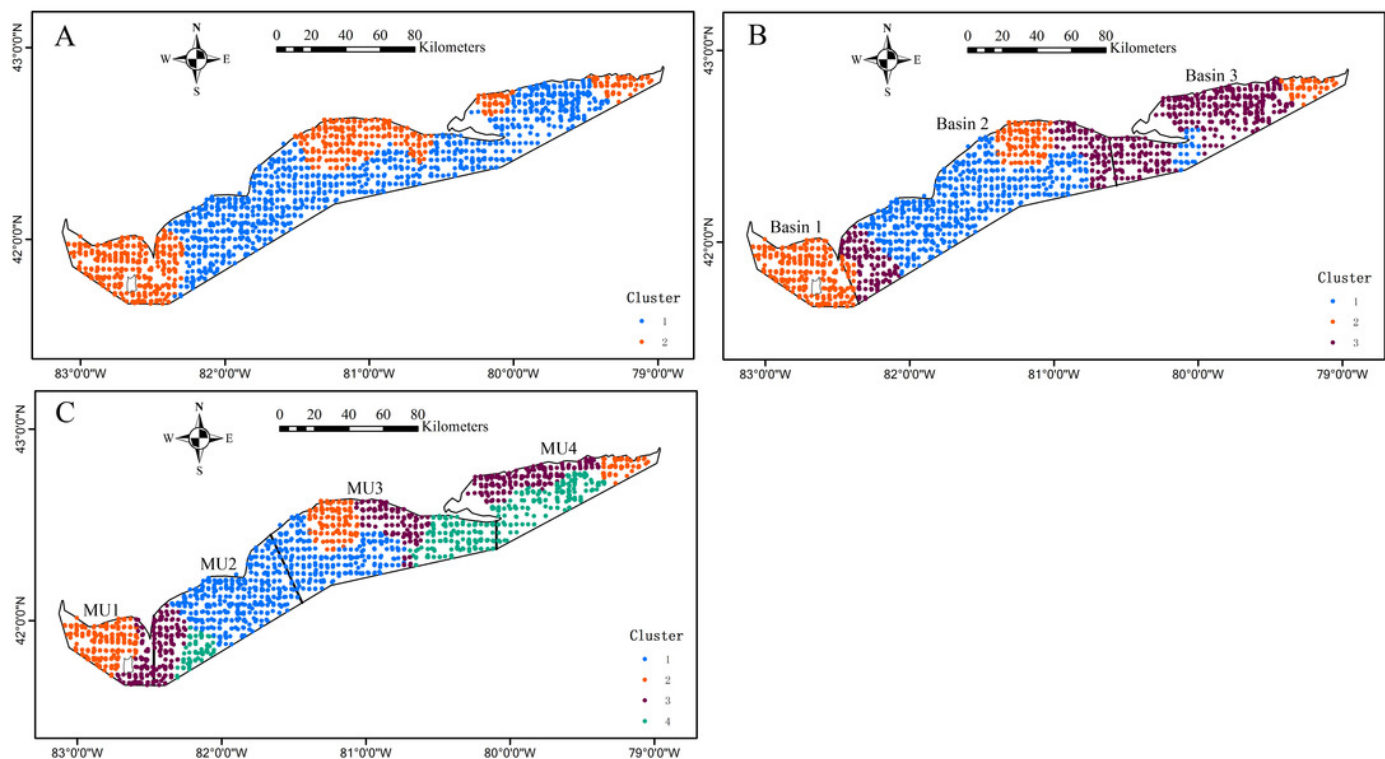 A
N
W E
S
0 20 40 60 80
Kilometers
43°0'0"N
42°0'0"N
Cluster
1
2
83°0'0"W 82°0'0"W 81°0'0"W 80°0'0"W 79°0'0"W
B
N
W E
S
0 20 40 60 80
Kilometers
43°0'0"N
42°0'0"N
Basin 3
Basin 2
Basin 1
Cluster
1
2
3
83°0'0"W 82°0'0"W 81°0'0"W 80°0'0"W 79°0'0"W
C
N
W E
S
0 20 40 60 80
Kilometers
43°0'0"N
42°0'0"N
MU4
MU3
MU2
MU1
Cluster
1
2
3
4
83°0'0"W 82°0'0"W 81°0'0"W 80°0'0"W 79°0'0"W